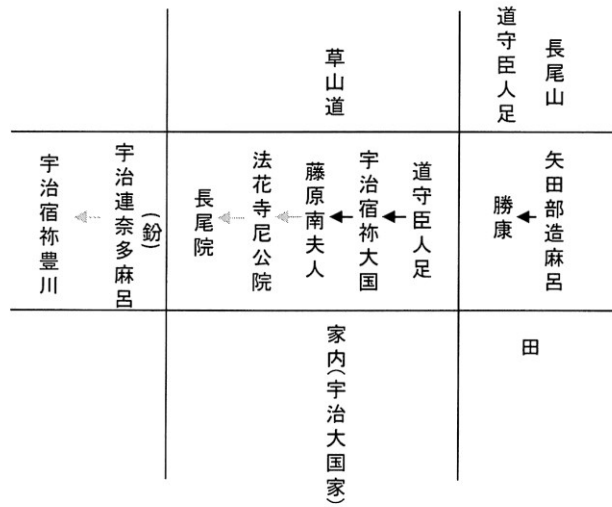 長尾山
道守臣人足
草山道
矢田部造麻呂
勝康
道守臣人足
宇治宿祢大国
藤原南夫人
法花寺尼公院
長尾院
宇治連奈多麻呂
(鈖)
宇治宿祢豊川
田
家内(宇治大国家)